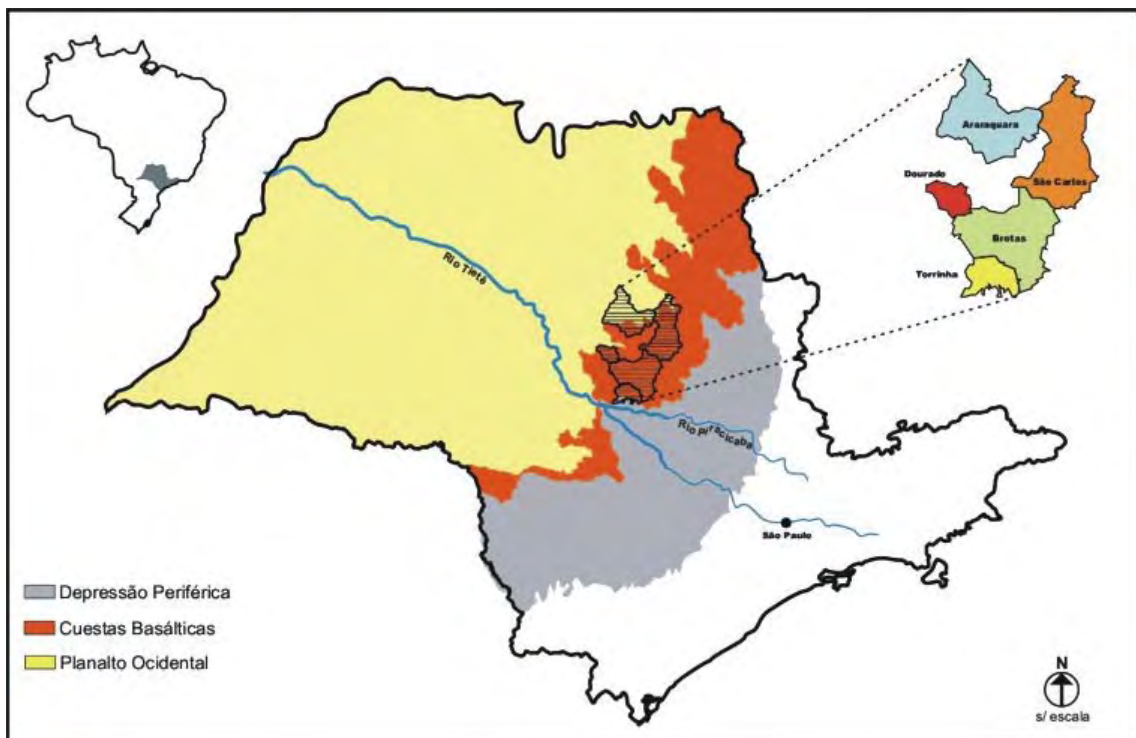 Araraquara
São Carlos
Dourado
Brotas
Torrinha
Rio Tietê
Rio Piracicaba
São Paulo
Depressão Periférica
Cuestas Basálticas
Planalto Ocidental
N
s/ escala